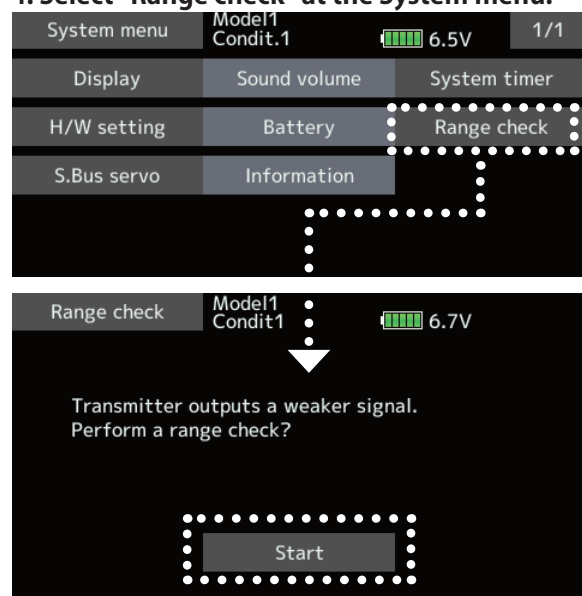 4. Select "Range check" at the System menu.
System menu Model1 Condit.1 6.5V 1/1
Display Sound volume System timer
H/W setting Battery Range check
S.Bus servo Information
Range check Model1 Condit1 6.7V
Transmitter outputs a weaker signal.
Perform a range check?
Start